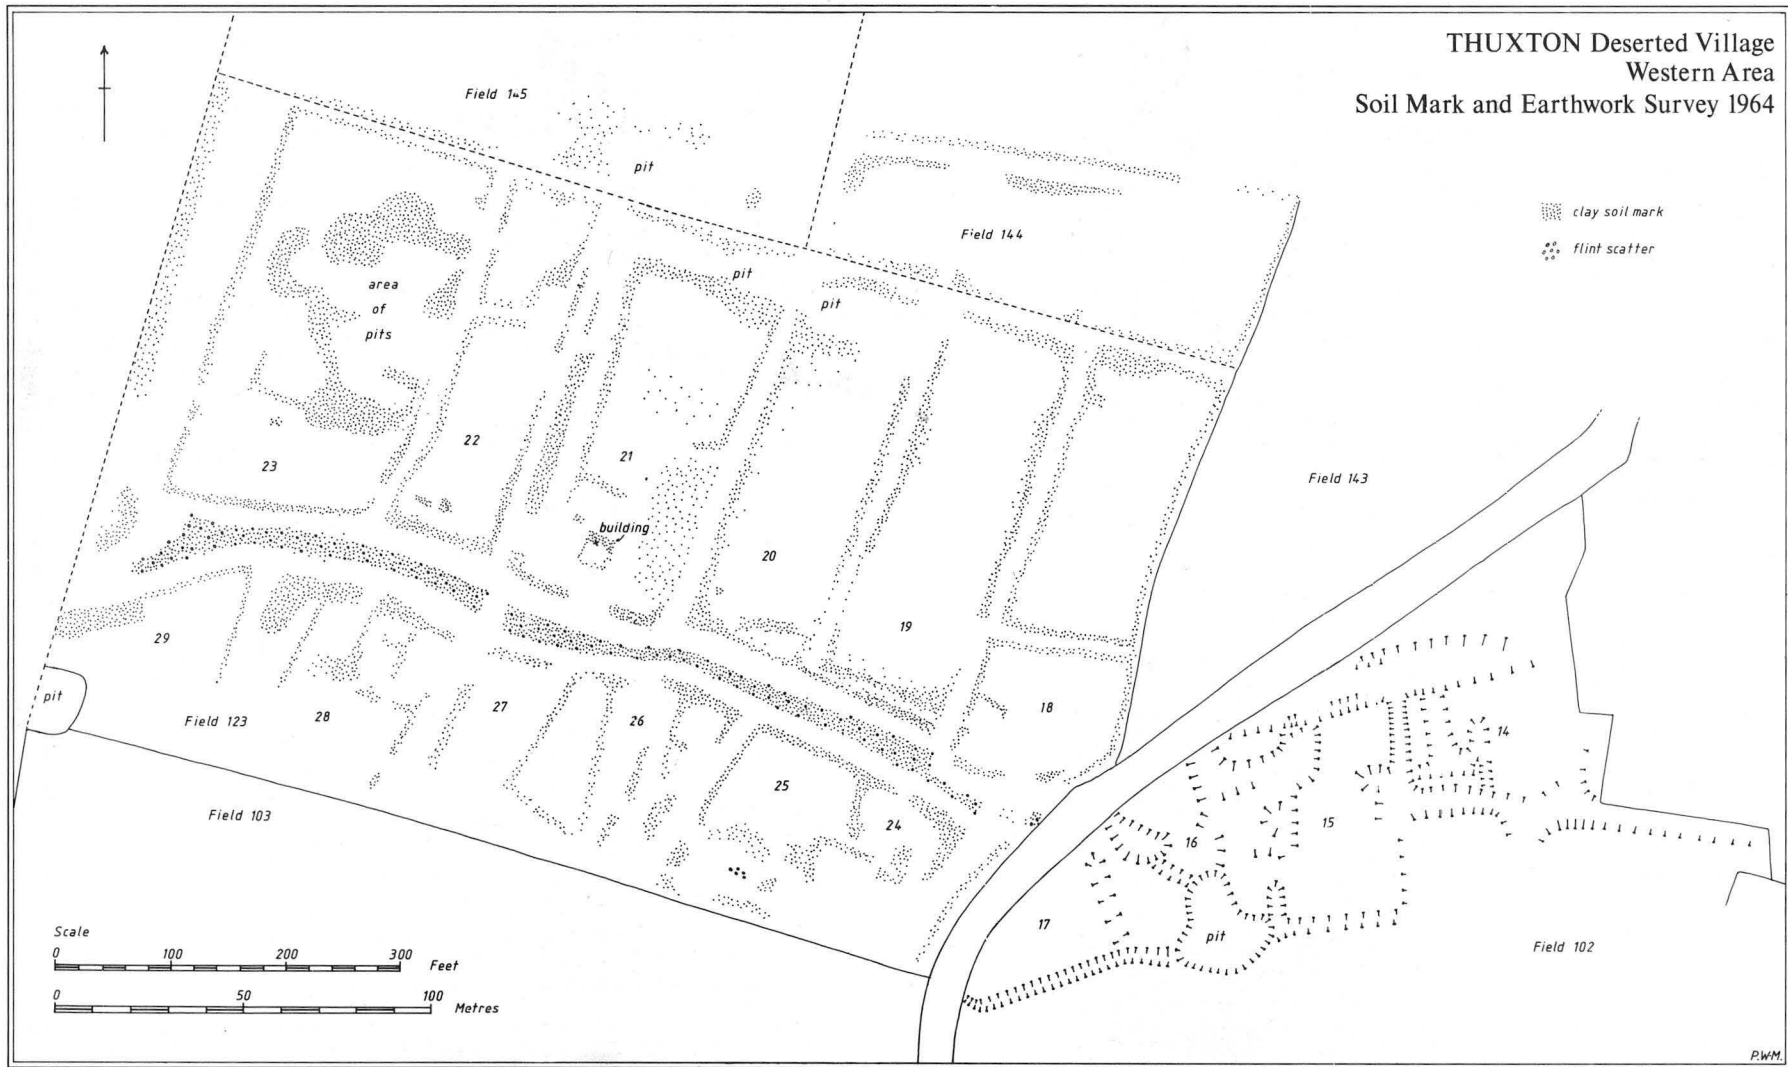 THUXTON Deserted Village
Western Area
Soil Mark and Earthwork Survey 1964
clay soil mark
flint scatter
Field 145
pit
Field 144
pit
pit
area
of
pits
22
21
23
Field 143
building
20
29
19
pit
Field 123
28
27
26
18
14
25
24
15
16
Field 103
17
pit
Field 102
Scale
0 100 200 300 Feet
0 50 100 Metres
P.W.M.